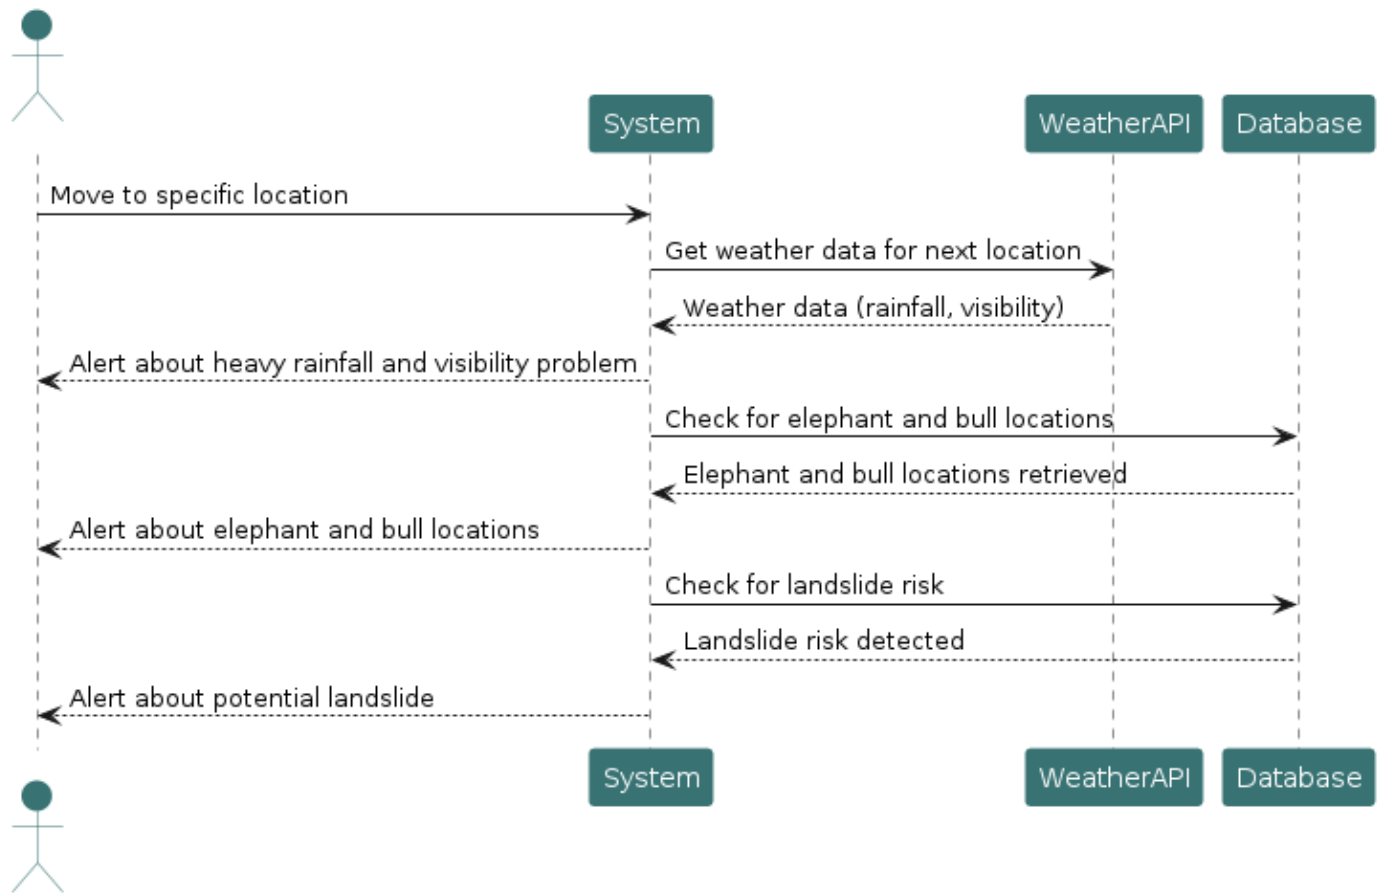 System
WeatherAPI
Database
Move to specific location
Get weather data for next location
Weather data (rainfall, visibility)
Alert about heavy rainfall and visibility problem
Check for elephant and bull locations
Elephant and bull locations retrieved
Alert about elephant and bull locations
Check for landslide risk
Landslide risk detected
Alert about potential landslide
System
WeatherAPI
Database